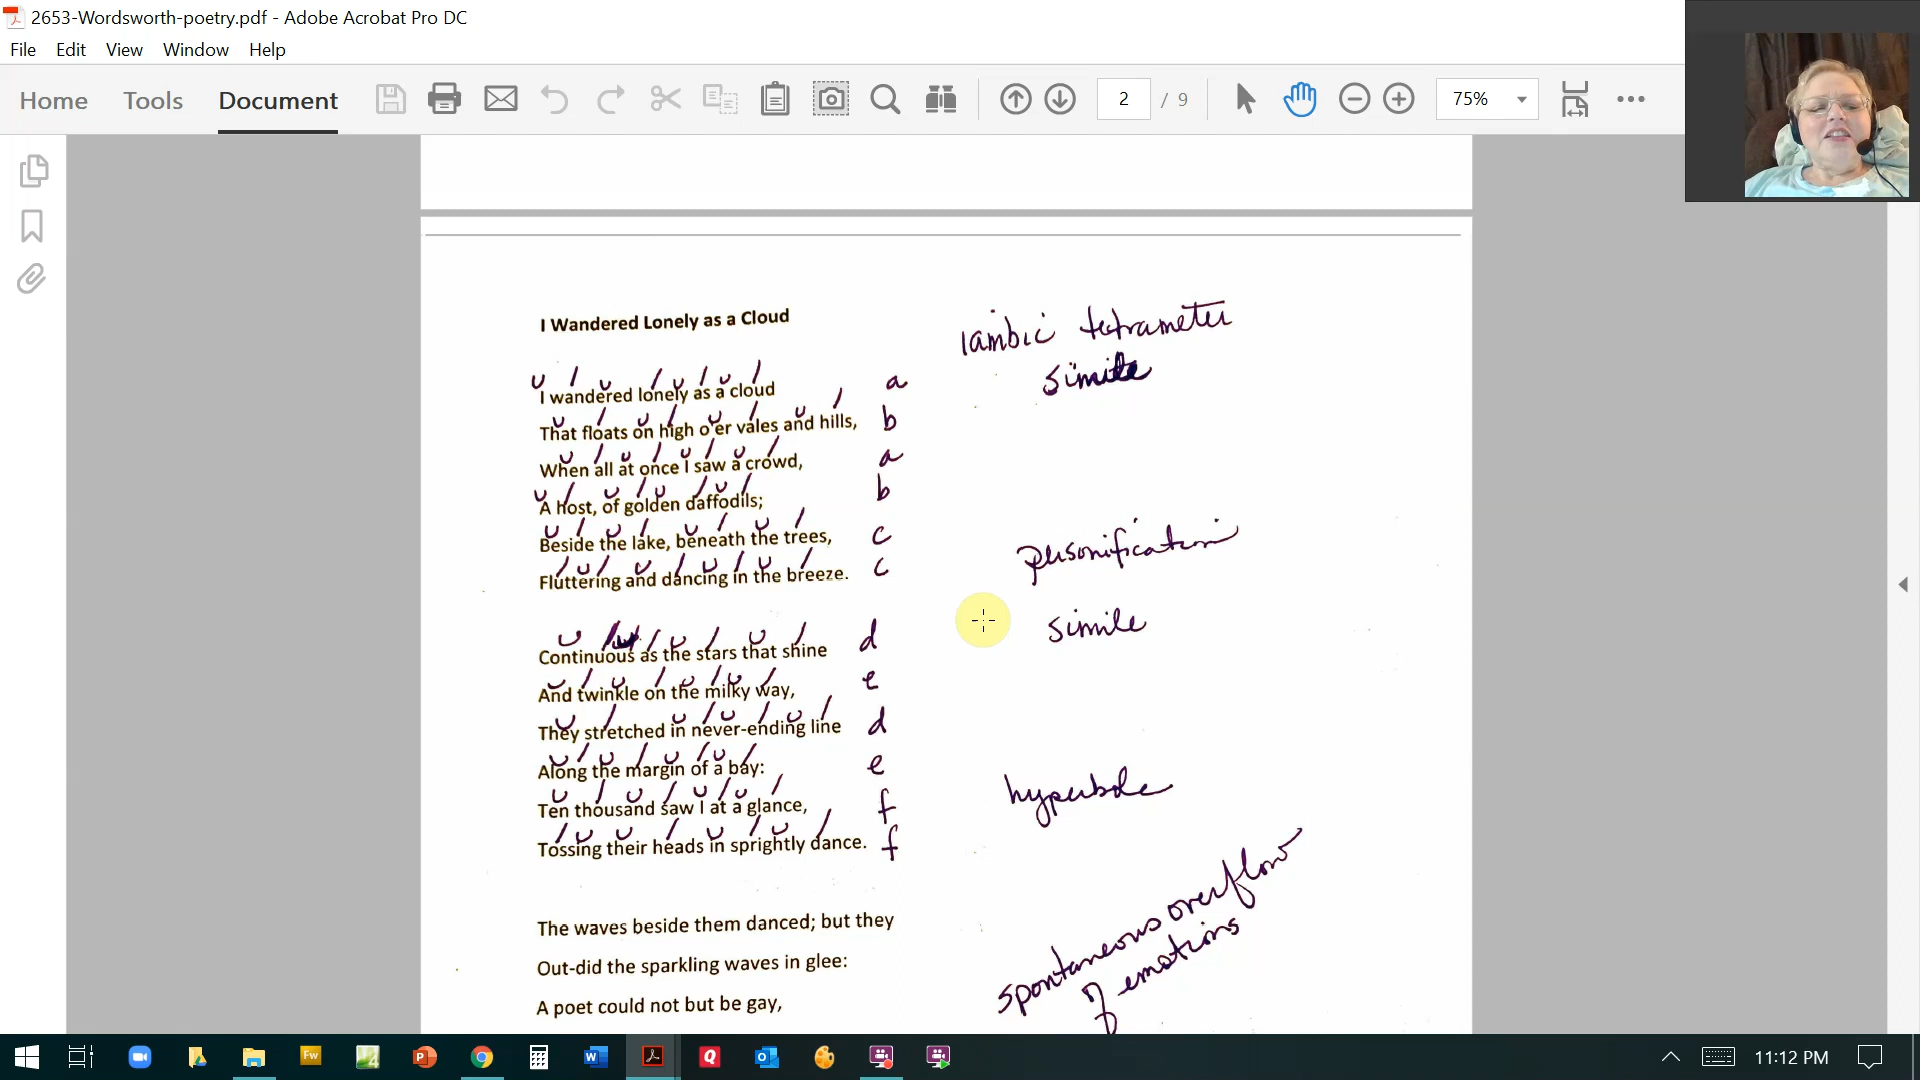 2653-Wordsworth-poetry.pdf - Adobe Acrobat Pro DC
File Edit View Window Help
Home Tools Document 2 / 9 75%
I Wandered Lonely as a Cloud
iambic tetrameter
simile
I wandered lonely as a cloud a
That floats on high o'er vales and hills, b
When all at once I saw a crowd, a
A host, of golden daffodils; b
Beside the lake, beneath the trees, c
personification
Fluttering and dancing in the breeze. c
simile
Continuous as the stars that shine d
And twinkle on the milky way, e
They stretched in never-ending line d
Along the margin of a bay: e
hyperbole
Ten thousand saw I at a glance, f
Tossing their heads in sprightly dance. f
spontaneous overflow
of emotions
The waves beside them danced; but they
Out-did the sparkling waves in glee:
A poet could not but be gay,
11:12 PM